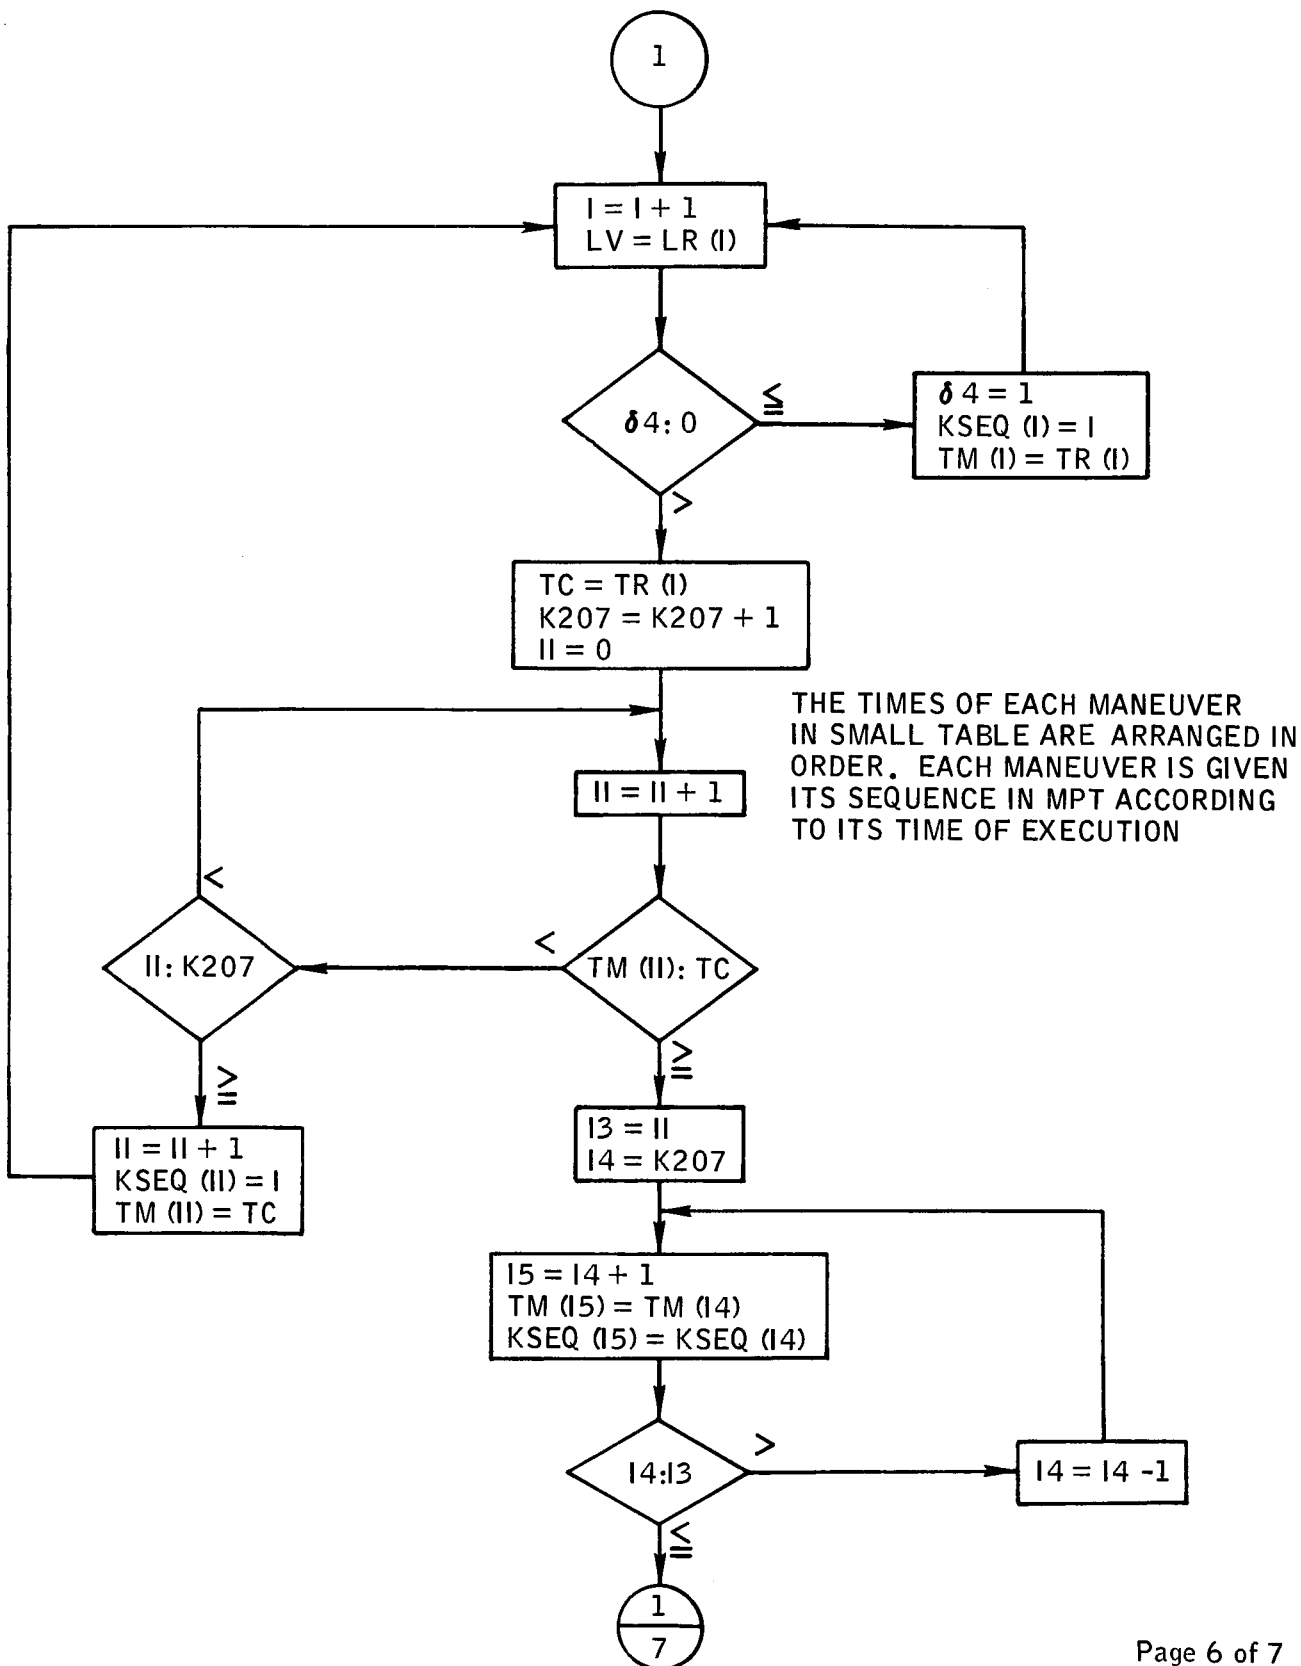 1
I = I + 1
LV = LR (I)
δ4: 0
≦
δ4 = 1
KSEQ (I) = I
TM (I) = TR (I)
>
TC = TR (I)
K207 = K207 + 1
II = 0
THE TIMES OF EACH MANEUVER
IN SMALL TABLE ARE ARRANGED IN
ORDER. EACH MANEUVER IS GIVEN
ITS SEQUENCE IN MPT ACCORDING
TO ITS TIME OF EXECUTION
II = II + 1
<
II: K207
<
TM (II): TC
≧
≧
II = II + 1
KSEQ (II) = I
TM (II) = TC
I3 = II
I4 = K207
I5 = I4 + 1
TM (I5) = TM (I4)
KSEQ (I5) = KSEQ (I4)
I4:I3
>
I4 = I4 -1
≦
1
7
Page 6 of 7